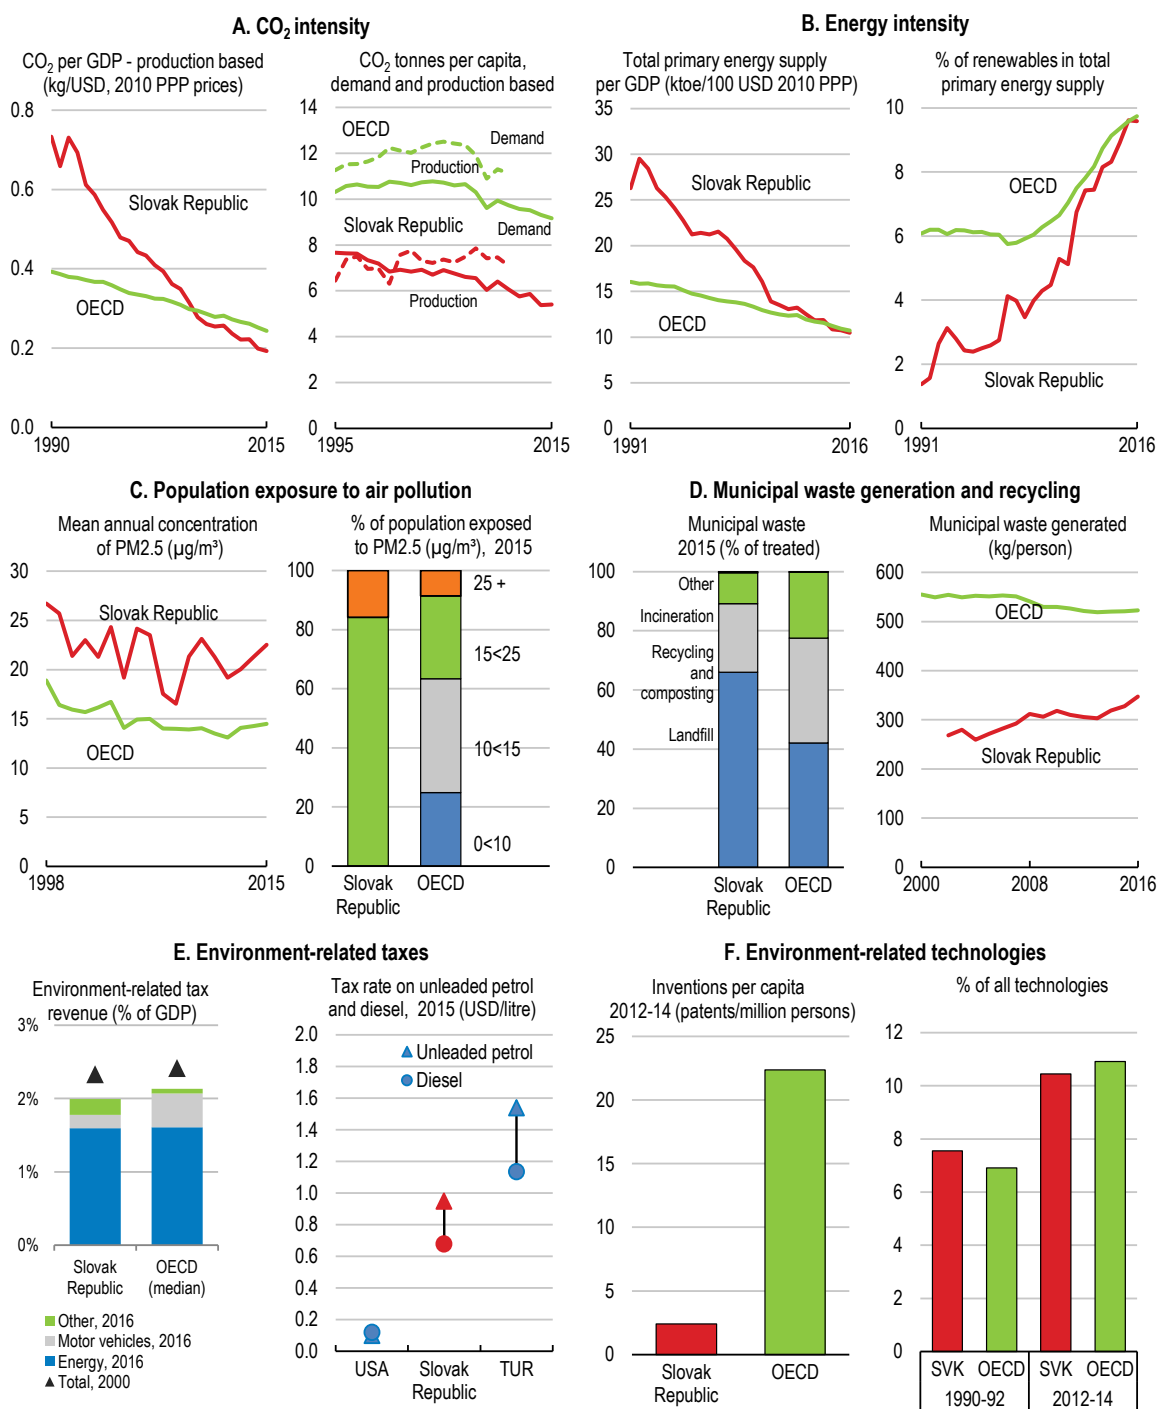 A. CO₂ intensity
CO₂ per GDP - production based
(kg/USD, 2010 PPP prices)
0.8
0.6
0.4
0.2
0.0
1990
2015
Slovak Republic
OECD
CO₂ tonnes per capita,
demand and production based
14
12
10
8
6
4
2
0
1995
2015
OECD
Demand
Production
Slovak Republic
Demand
Production
B. Energy intensity
Total primary energy supply
per GDP (ktoe/100 USD 2010 PPP)
35
30
25
20
15
10
5
0
1991
2016
Slovak Republic
OECD
% of renewables in total
primary energy supply
10
8
6
4
2
0
1991
2016
OECD
Slovak Republic
C. Population exposure to air pollution
Mean annual concentration
of PM2.5 (µg/m³)
30
25
20
15
10
5
0
1998
2015
Slovak Republic
OECD
% of population exposed
to PM2.5 (µg/m³), 2015
100
80
60
40
20
0
25 +
15<25
10<15
0<10
Slovak
Republic
OECD
D. Municipal waste generation and recycling
Municipal waste
2015 (% of treated)
100
80
60
40
20
0
Other
Incineration
Recycling
and
composting
Landfill
Slovak
Republic
OECD
Municipal waste generated
(kg/person)
600
500
400
300
200
100
0
2000
2008
2016
OECD
Slovak Republic
E. Environment-related taxes
Environment-related tax
revenue (% of GDP)
3%
2%
1%
0%
Slovak
Republic
OECD
(median)
Other, 2016
Motor vehicles, 2016
Energy, 2016
Total, 2000
Tax rate on unleaded petrol
and diesel, 2015 (USD/litre)
2.0
1.8
1.6
1.4
1.2
1.0
0.8
0.6
0.4
0.2
0.0
Unleaded petrol
Diesel
USA
Slovak
Republic
TUR
F. Environment-related technologies
Inventions per capita
2012-14 (patents/million persons)
25
20
15
10
5
0
Slovak
Republic
OECD
% of all technologies
12
10
8
6
4
2
0
SVK OECD SVK OECD
1990-92 2012-14